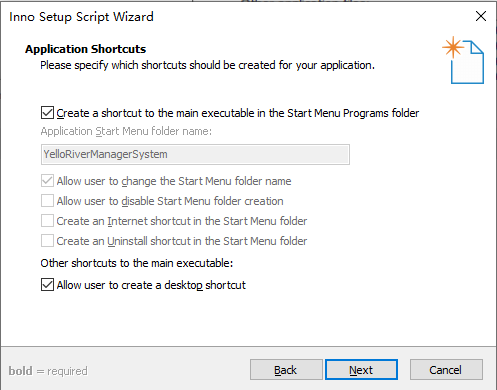 Inno Setup Script Wizard
Application Shortcuts
Please specify which shortcuts should be created for your application.
Create a shortcut to the main executable in the Start Menu Programs folder
Application Start Menu folder name:
YelloRiverManagerSystem
Allow user to change the Start Menu folder name
Allow user to disable Start Menu folder creation
Create an Internet shortcut in the Start Menu folder
Create an Uninstall shortcut in the Start Menu folder
Other shortcuts to the main executable:
Allow user to create a desktop shortcut
bold = required
Back
Next
Cancel